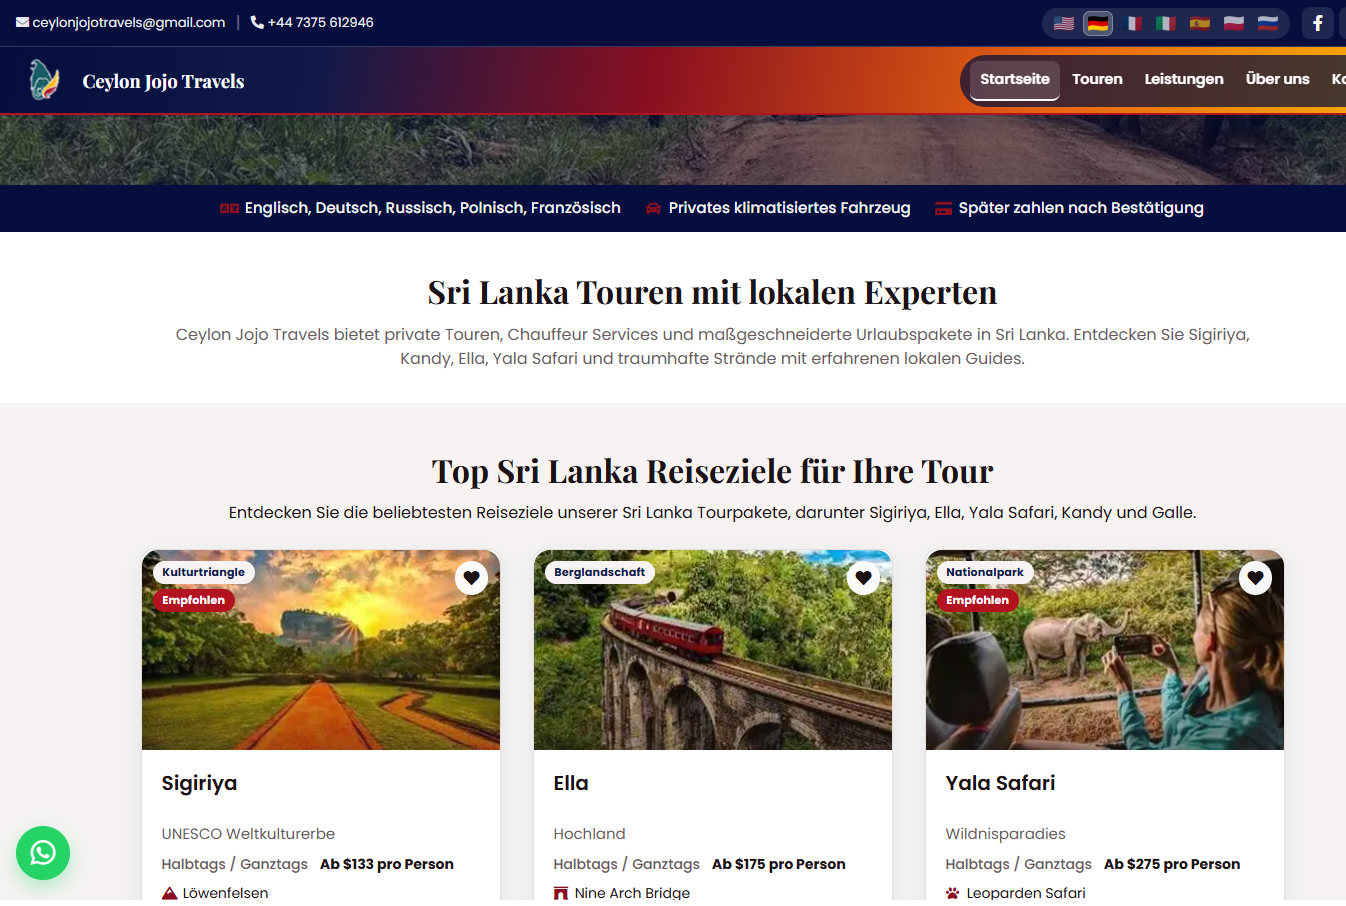 ceylonjojotravels@gmail.com | +44 7375 612946
Ceylon Jojo Travels
Startseite Touren Leistungen Über uns
Englisch, Deutsch, Russisch, Polnisch, Französisch Privates klimatisiertes Fahrzeug Später zahlen nach Bestätigung
Sri Lanka Touren mit lokalen Experten
Ceylon Jojo Travels bietet private Touren, Chauffeur Services und maßgeschneiderte Urlaubspakete in Sri Lanka. Entdecken Sie Sigiriya,
Kandy, Ella, Yala Safari und traumhafte Strände mit erfahrenen lokalen Guides.
Top Sri Lanka Reiseziele für Ihre Tour
Entdecken Sie die beliebtesten Reiseziele unserer Sri Lanka Tourpakete, darunter Sigiriya, Ella, Yala Safari, Kandy und Galle.
Kulturtriangle
Empfohlen
Sigiriya
UNESCO Weltkulturerbe
Halbtags / Ganztags Ab $133 pro Person
Löwenfelsen
Berglandschaft
Ella
Hochland
Halbtags / Ganztags Ab $175 pro Person
Nine Arch Bridge
Nationalpark
Empfohlen
Yala Safari
Wildnisparadies
Halbtags / Ganztags Ab $275 pro Person
Leoparden Safari